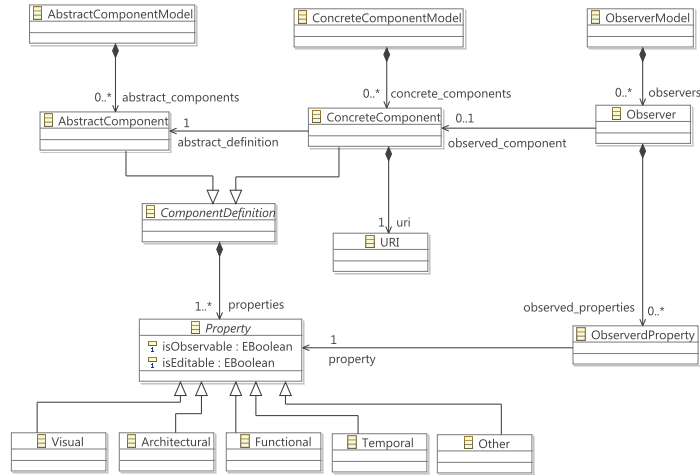 AbstractComponentModel
ConcreteComponentModel
ObserverModel
0..* abstract_components
0..* concrete_components
0..* observers
AbstractComponent
1
abstract_definition
ConcreteComponent
0..1
observed_component
Observer
ComponentDefinition
1 uri
URI
1..* properties
observed_properties 0..*
Property
isObservable : EBoolean
isEditable : EBoolean
1
property
ObserverdProperty
Visual
Architectural
Functional
Temporal
Other